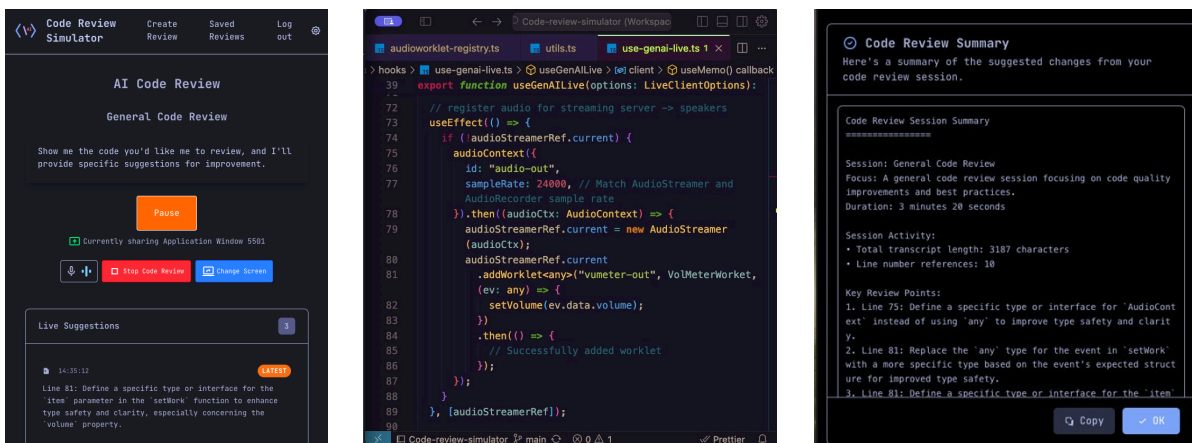 Code Review
Simulator
Create
Review
Saved
Reviews
Log
out
AI Code Review
General Code Review
Show me the code you'd like me to review, and I'll
provide specific suggestions for improvement.
Pause
Currently sharing Application Window 5501
Stop Code Review
Change Screen
Live Suggestions
3
14:35:12
LATEST
Line 81: Define a specific type or interface for the
`item` parameter in the `setWork` function to enhance
type safety and clarity, especially concerning the
`volume` property.
Code-review-simulator (Workspac
audioworklet-registry.ts
utils.ts
use-genai-live.ts 1
> hooks > use-genai-live.ts > useGenAILive > client > useMemo() callback
39 export function useGenAILive(options: LiveClientOptions):
72 // register audio for streaming server -> speakers
73 useEffect(() => {
74 if (!audioStreamerRef.current) {
75 audioContext({
76 id: "audio-out",
77 sampleRate: 24000, // Match AudioStreamer and
AudioRecorder sample rate
78 }).then((audioCtx: AudioContext) => {
79 audioStreamerRef.current = new AudioStreamer
(audioCtx);
80 audioStreamerRef.current
81 .addWorklet<any>("vumeter-out", VolMeterWorket,
(ev: any) => {
82 setVolume(ev.data.volume);
83 })
84 .then(() => {
85 // Successfully added worklet
86 });
87 });
88 }
89 }, [audioStreamerRef]);
90
Code-review-simulator
main
0
1
Prettier
Code Review Summary
Here's a summary of the suggested changes from your
code review session.
Code Review Session Summary
================
Session: General Code Review
Focus: A general code review session focusing on code quality
improvements and best practices.
Duration: 3 minutes 20 seconds
Session Activity:
• Total transcript length: 3187 characters
• Line number references: 10
Key Review Points:
1. Line 75: Define a specific type or interface for `AudioCont
ext` instead of using `any` to improve type safety and clarit
y.
2. Line 81: Replace the `any` type for the event in `setWork`
with a more specific type based on the event's expected struct
ure for improved type safety.
3. Line 81: Define a specific type or interface for the `item`
Copy
OK